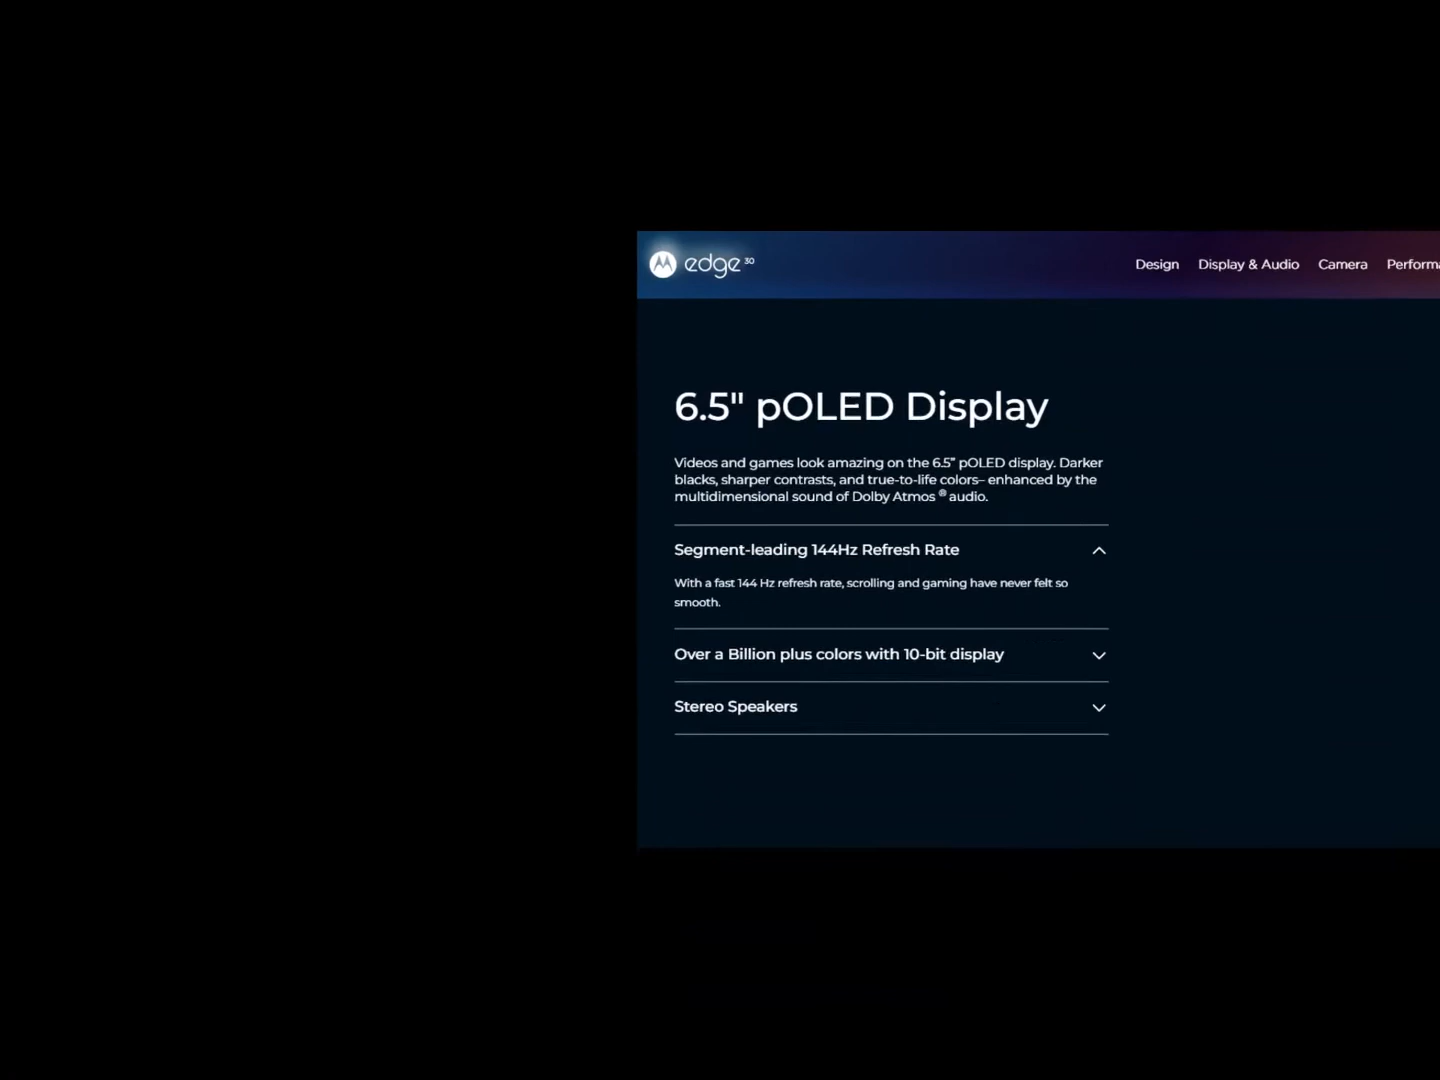 edge 30
Design Display & Audio Camera Performa
6.5" pOLED Display
Videos and games look amazing on the 6.5” pOLED display. Darker
blacks, sharper contrasts, and true-to-life colors– enhanced by the
multidimensional sound of Dolby Atmos ® audio.
Segment-leading 144Hz Refresh Rate
With a fast 144 Hz refresh rate, scrolling and gaming have never felt so
smooth.
Over a Billion plus colors with 10-bit display
Stereo Speakers